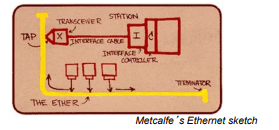 TRANSCEIVER
STATION
TAP
X
I
C
INTERFACE CABLE
INTERFACE
CONTROLLER
TERMINATOR
THE ETHER
Metcalfe´s Ethernet sketch